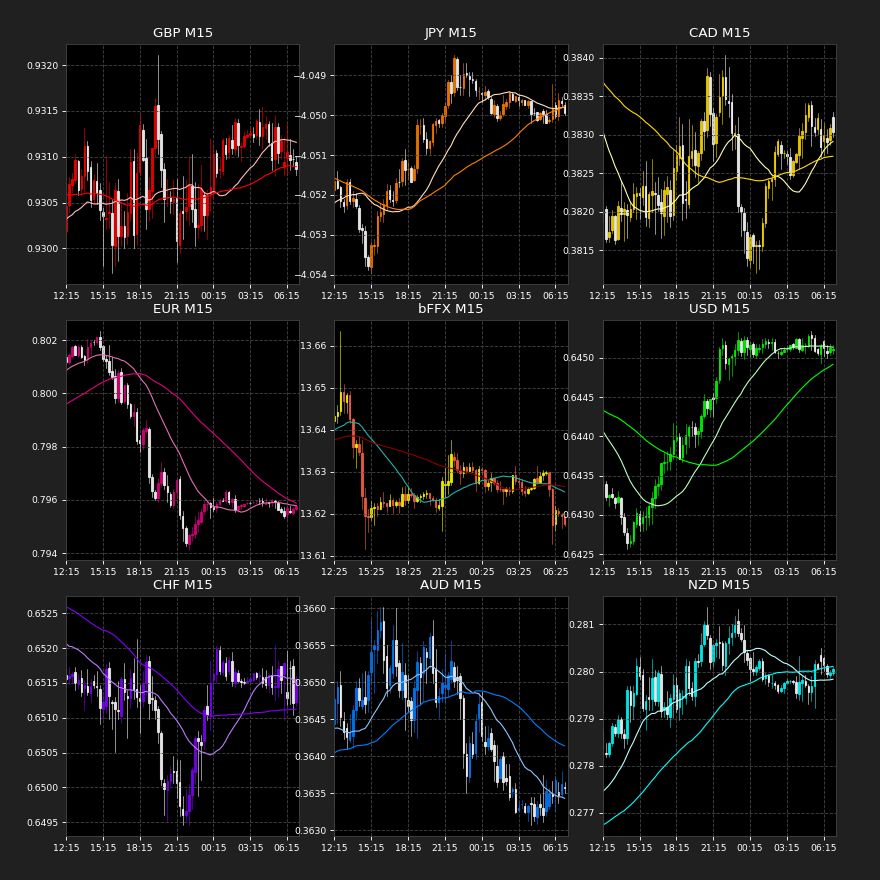 GBP M15 JPY M15 CAD M15
0.9320 −4.049 0.3840
0.9315 −4.050 0.3835
0.9310 −4.051 0.3830
0.9305 −4.052 0.3825
0.9300 −4.053 0.3820
−4.054 0.3815
12:15 15:15 18:15 21:15 00:15 03:15 06:15 12:15 15:15 18:15 21:15 00:15 03:15 06:15 12:15 15:15 18:15 21:15 00:15 03:15 06:15
EUR M15 bFFX M15 USD M15
0.802 13.66 0.6450
0.800 13.65 0.6445
0.798 13.64 0.6440
0.796 13.63 0.6435
0.794 13.62 0.6430
13.61 0.6425
12:15 15:15 18:15 21:15 00:15 03:15 06:15 12:25 15:25 18:25 21:25 00:25 03:25 06:25 12:15 15:15 18:15 21:15 00:15 03:15 06:15
CHF M15 AUD M15 NZD M15
0.6525 0.3660 0.281
0.6520 0.3655 0.280
0.6515 0.3650 0.279
0.6510 0.3645 0.278
0.6505 0.3640 0.277
0.6500 0.3635
0.6495 0.3630
12:15 15:15 18:15 21:15 00:15 03:15 06:15 12:15 15:15 18:15 21:15 00:15 03:15 06:15 12:15 15:15 18:15 21:15 00:15 03:15 06:15